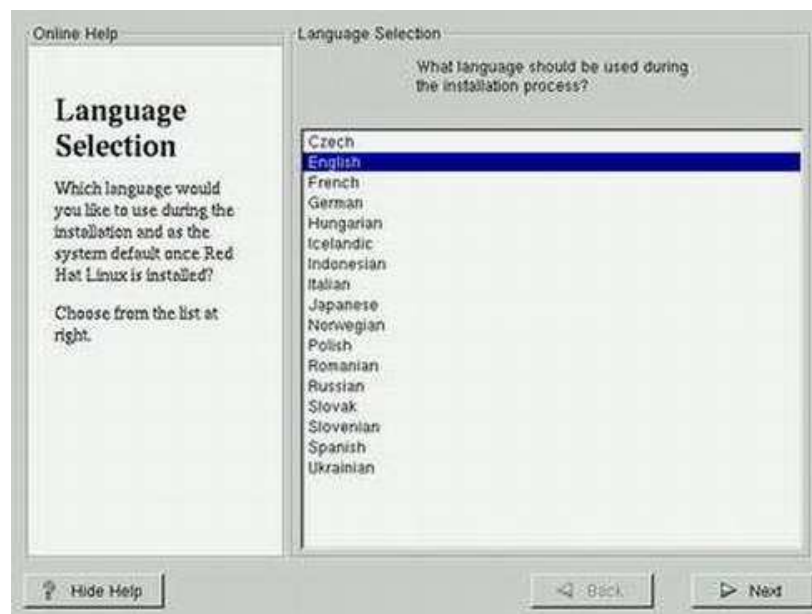 Online Help
Language
Selection
Which language would
you like to use during the
installation and as the
system default once Red
Hat Linux is installed?
Choose from the list at
right.
Language Selection
What language should be used during
the installation process?
Czech
English
French
German
Hungarian
Icelandic
Indonesian
Italian
Japanese
Norwegian
Polish
Romanian
Russian
Slovak
Slovenian
Spanish
Ukrainian
Hide Help
Back
Next